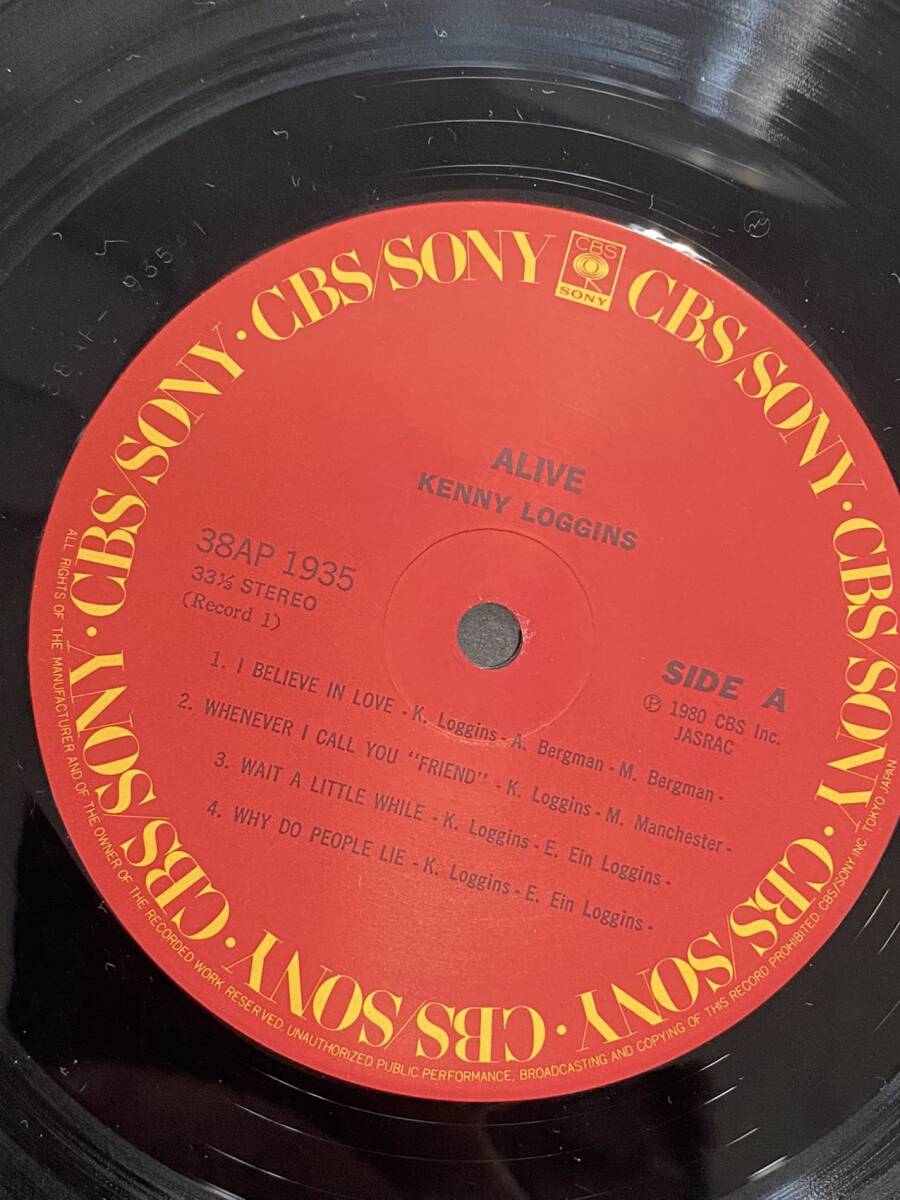 CBS/SONY · CBS/SONY · CBS/SONY
CBS
SONY
CBS/SONY · CBS/SONY · CBS/SONY · CBS/SONY · CBS/SONY ·
ALIVE
KENNY LOGGINS
38AP 1935
33⅓ STEREO
(Record 1)
SIDE A
Ⓟ 1980 CBS Inc.
JASRAC
1. I BELIEVE IN LOVE - K. Loggins - A. Bergman - M. Bergman -
2. WHENEVER I CALL YOU "FRIEND" - K. Loggins - M. Manchester -
3. WAIT A LITTLE WHILE - K. Loggins - E. Ein Loggins -
4. WHY DO PEOPLE LIE - K. Loggins - E. Ein Loggins -
ALL RIGHTS OF THE MANUFACTURER AND OF THE OWNER OF THE RECORDED WORK RESERVED. UNAUTHORIZED PUBLIC PERFORMANCE, BROADCASTING AND COPYING OF THIS RECORD PROHIBITED CBS/SONY INC. TOKYO JAPAN